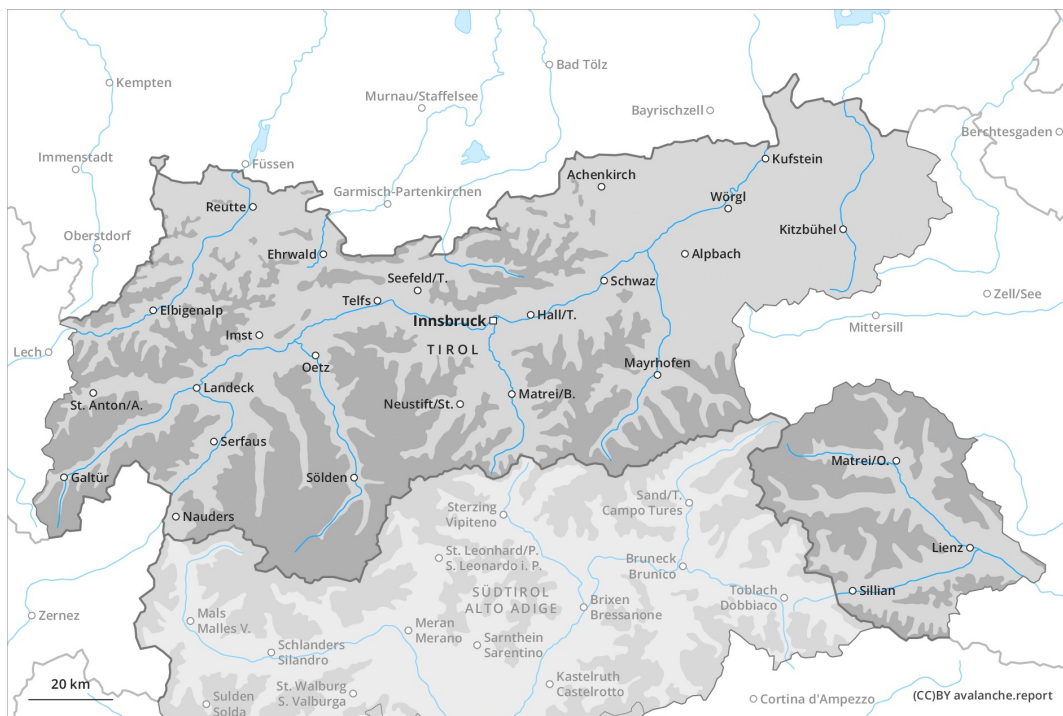 Kempten
Bad Tölz
Murnau/Staffelsee
Bayrischzell
Berchtesgaden
Immenstadt
Füssen
Kufstein
Achenkirch
Garmisch-Partenkirchen
Reutte
Wörgl
Oberstdorf
Kitzbühel
Ehrwald
Alpbach
Seefeld/T.
Schwaz
Zell/See
Telfs
Elbigenalp
Innsbruck
Hall/T.
Mittersill
Imst
TIROL
Lech
Oetz
Mayrhofen
Landeck
St. Anton/A.
Neustift/St.
Matrei/B.
Serfaus
Matrei/O.
Galtür
Sölden
Sand/T.
Campo Tures
Sterzing
Vipiteno
Nauders
Lienz
St. Leonhard/P.
S. Leonardo i. P.
Bruneck
Brunico
SÜDTIROL
ALTO ADIGE
Sillian
Toblach
Dobbiaco
Brixen
Bressanone
Zernez
Mals
Malles V.
Meran
Merano
Sarnthein
Sarentino
Schlanders
Silandro
20 km
St. Walburg
S. Valburga
Kastelruth
Castelrotto
Sulden
Solda
Cortina d'Ampezzo
(CC)BY avalanche.report